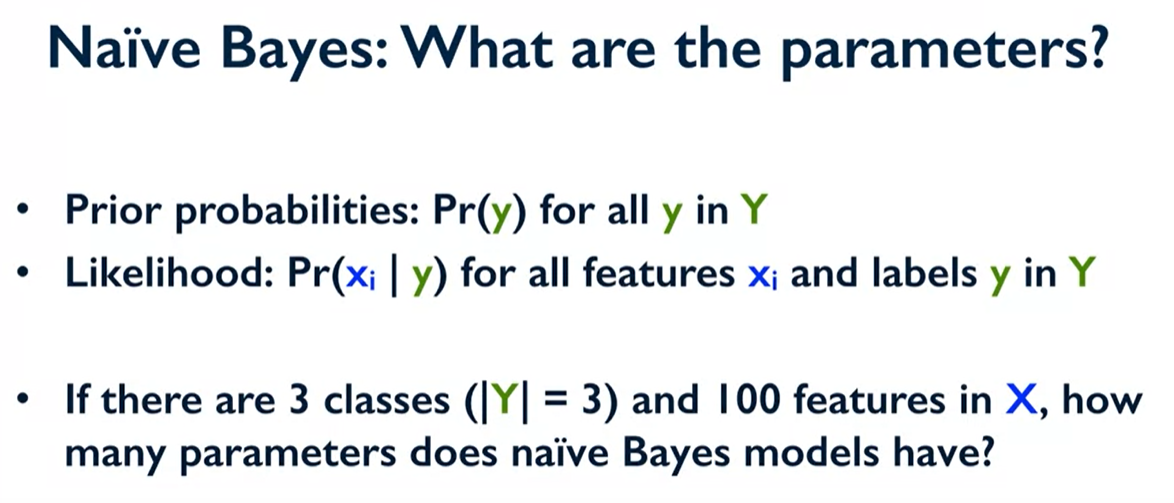 Naïve Bayes: What are the parameters?
• Prior probabilities: Pr(y) for all y in Y
• Likelihood: Pr(xᵢ | y) for all features xᵢ and labels y in Y
• If there are 3 classes (|Y| = 3) and 100 features in X, how
many parameters does naïve Bayes models have?